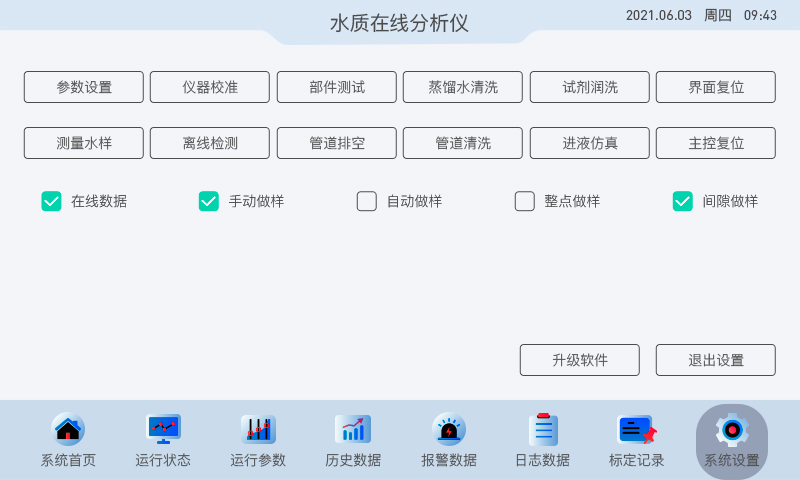 水质在线分析仪
2021.06.03 周四 09:43
参数设置 仪器校准 部件测试 蒸馏水清洗 试剂润洗 界面复位
测量水样 离线检测 管道排空 管道清洗 进液仿真 主控复位
在线数据 手动做样 自动做样 整点做样 间隙做样
升级软件 退出设置
系统首页 运行状态 运行参数 历史数据 报警数据 日志数据 标定记录 系统设置